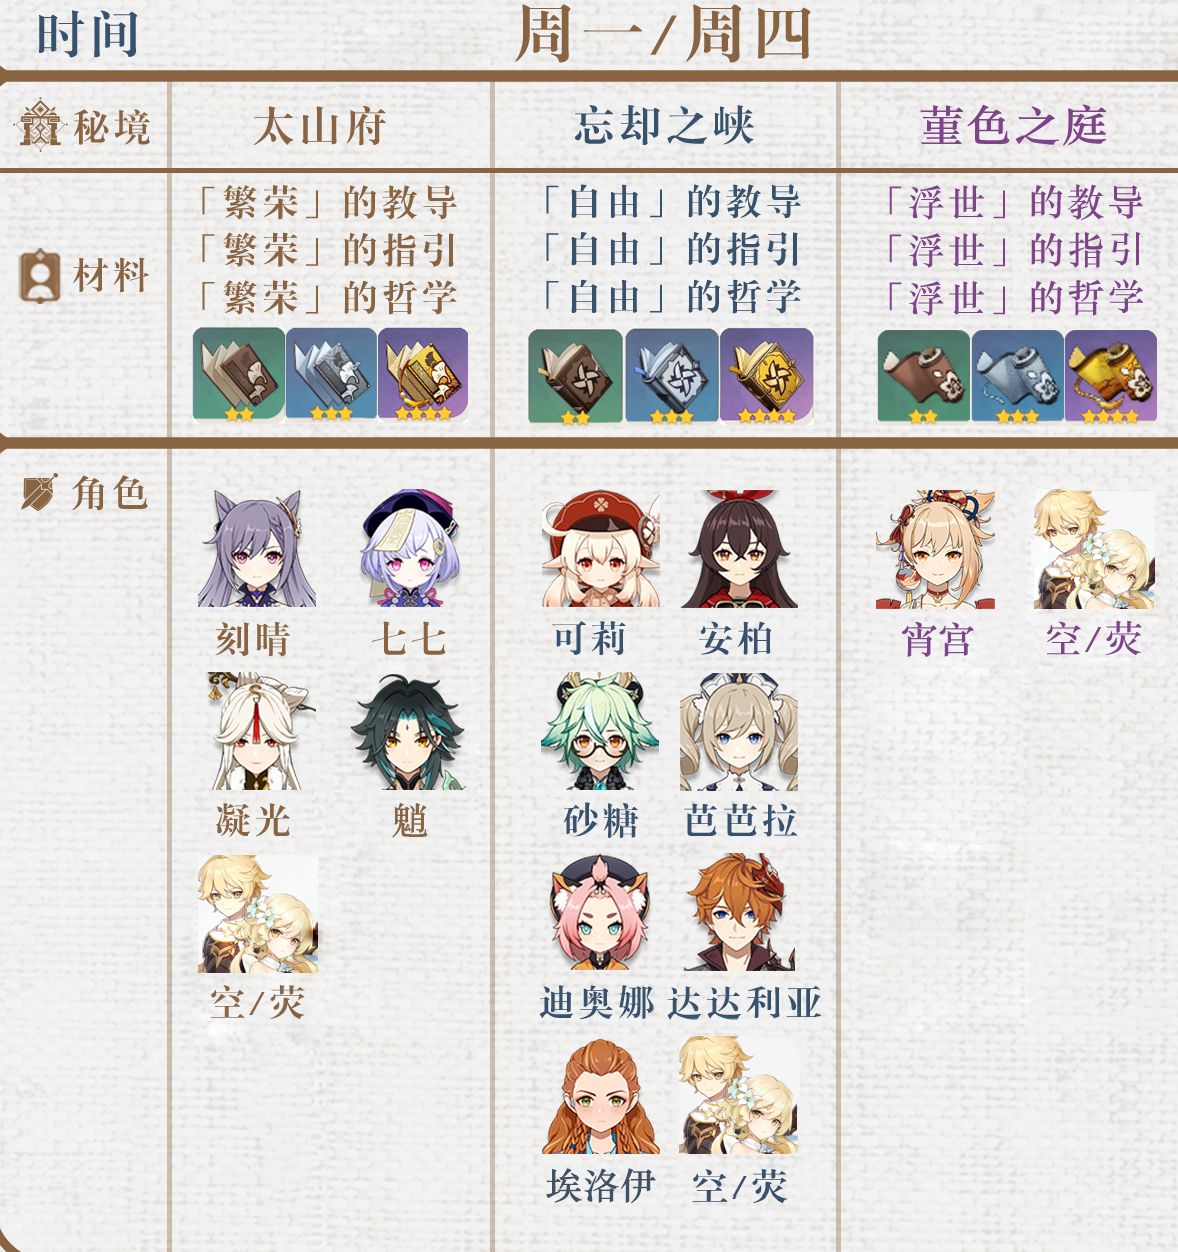 时间
周一/周四
秘境
太山府
忘却之峡
菫色之庭
材料
「繁荣」的教导
「繁荣」的指引
「繁荣」的哲学
「自由」的教导
「自由」的指引
「自由」的哲学
「浮世」的教导
「浮世」的指引
「浮世」的哲学
角色
刻晴
七七
凝光
魈
空/荧
可莉
安柏
砂糖
芭芭拉
迪奥娜
达达利亚
埃洛伊
空/荧
宵宫
空/荧